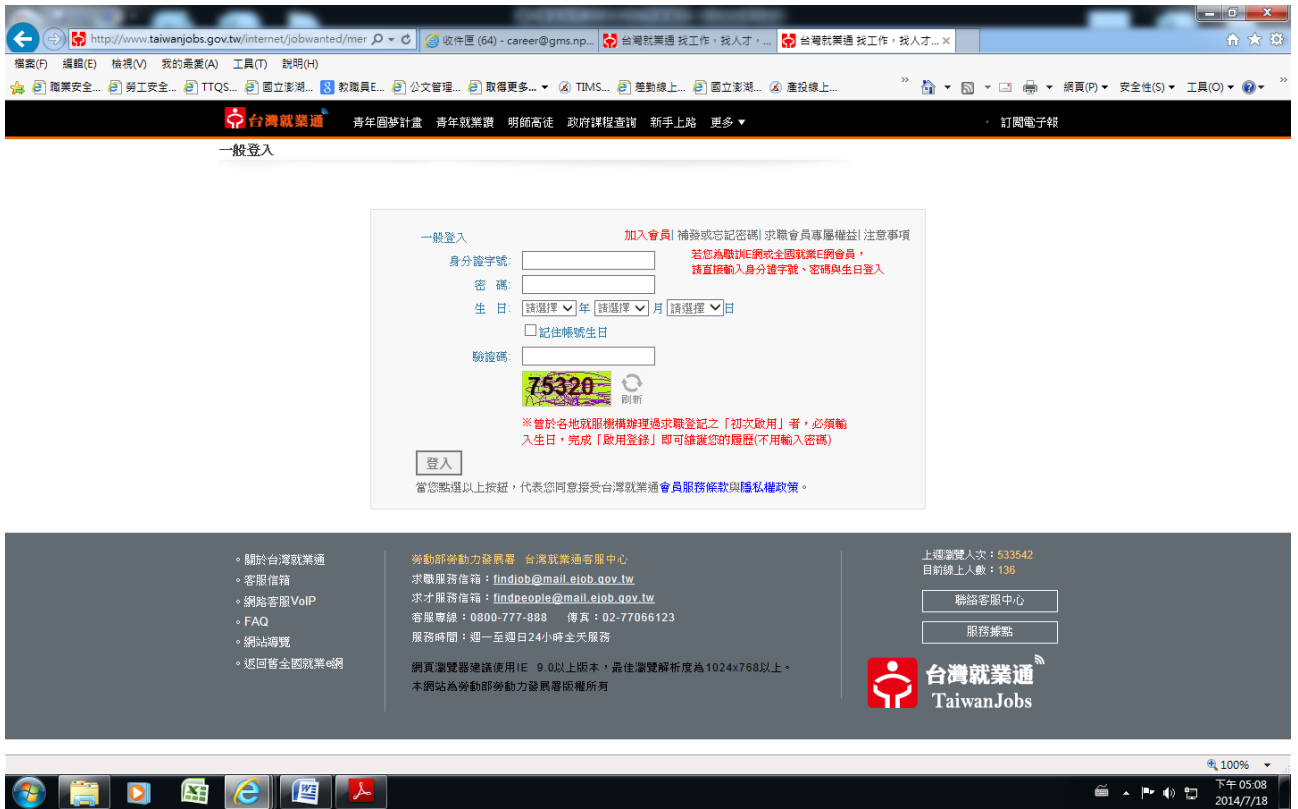 http://www.taiwanjobs.gov.tw/internet/jobwanted/mer
收件匣 (64) - career@gms.np...
台灣就業通 找工作，找人才，...
台灣就業通 找工作，找人才...
檔案(F) 編輯(E) 檢視(V) 我的最愛(A) 工具(T) 說明(H)
職業安全... 勞工安全... TTQS... 國立澎湖... 教職員E... 公文管理... 取得更多... TIMS... 差勤線上... 國立澎湖... 產投線上... 網頁(P) 安全性(S) 工具(O)
台灣就業通 青年圓夢計畫 青年就業讚 明師高徒 政府課程查詢 新手上路 更多▼ 訂閱電子報
一般登入
一般登入 加入會員| 補發或忘記密碼| 求職會員專屬權益| 注意事項
若您為職訓E網或全國就業E網會員，
請直接輸入身分證字號、密碼與生日登入
身分證字號:
密 碼:
生 日: 請選擇 年 請選擇 月 請選擇 日
記住帳號生日
驗證碼:
75320 刷新
※曾於各地就服機構辦理過求職登記之「初次啟用」者，必須輸
入生日，完成「啟用登錄」即可維護您的履歷(不用輸入密碼)
登入
當您點選以上按鈕，代表您同意接受台灣就業通會員服務條款與隱私權政策。
。關於台灣就業通
。客服信箱
。網路客服VoIP
。FAQ
。網站導覽
。返回舊全國就業e網
勞動部勞動力發展署 台灣就業通客服中心
求職服務信箱：findjob@mail.ejob.gov.tw
求才服務信箱：findpeople@mail.ejob.gov.tw
客服專線：0800-777-888 傳真：02-77066123
服務時間：週一至週日24小時全天服務
網頁瀏覽器建議使用IE 9.0以上版本，最佳瀏覽解析度為1024x768以上。
本網站為勞動部勞動力發展署版權所有
上週瀏覽人次：533542
目前線上人數：136
聯絡客服中心
服務據點
台灣就業通
TaiwanJobs
100%
下午 05:08
2014/7/18